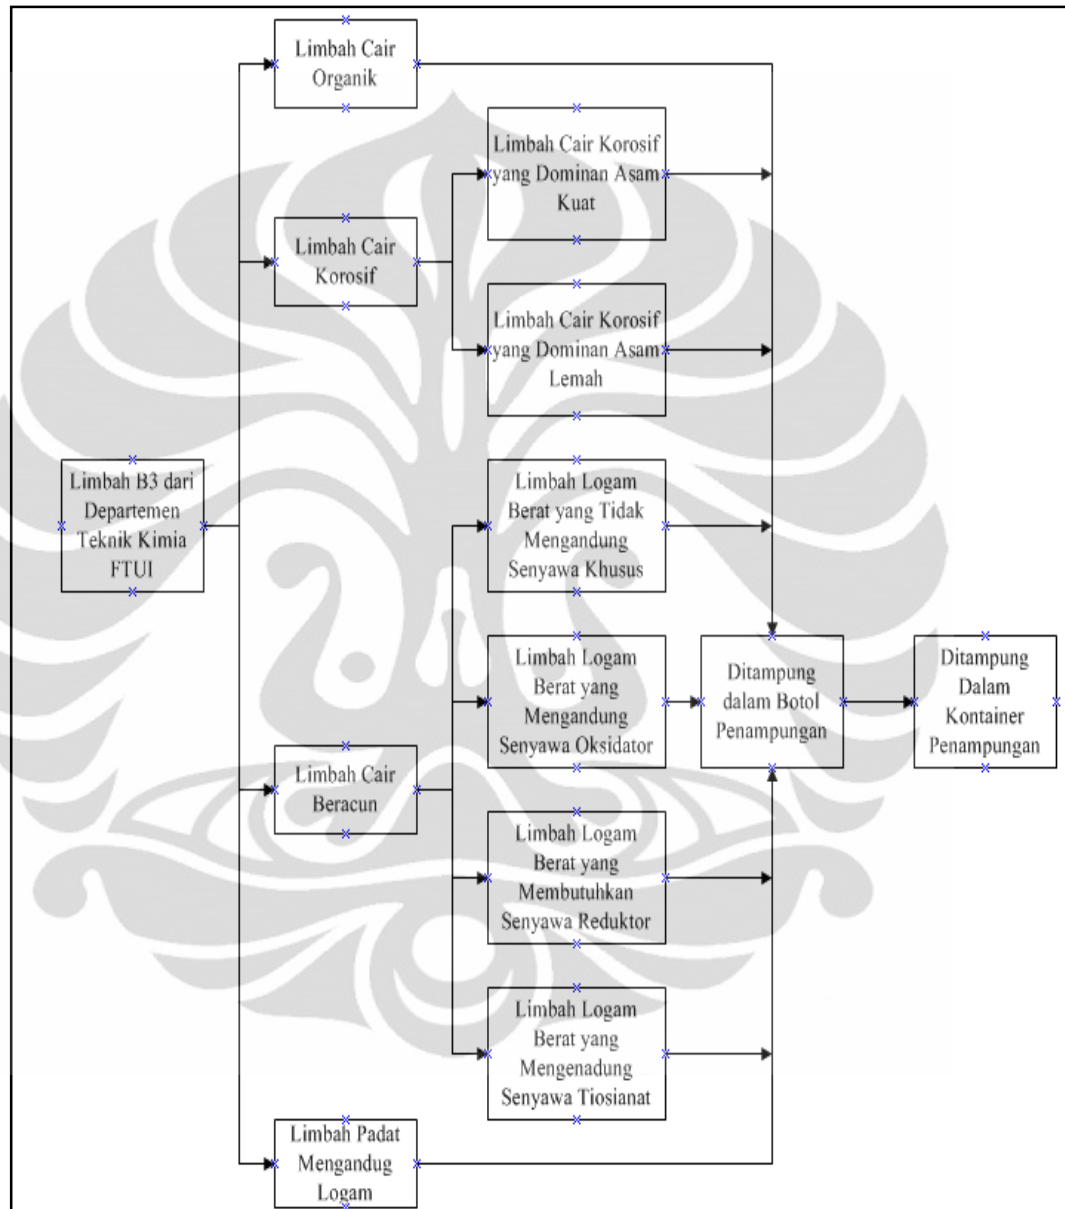 Limbah Cair
Organik
Limbah Cair Korosif
yang Dominan Asam
Kuat
Limbah Cair
Korosif
Limbah Cair Korosif
yang Dominan Asam
Lemah
Limbah B3 dari
Departemen
Teknik Kimia
FTUI
Limbah Logam
Berat yang Tidak
Mengandung
Senyawa Khusus
Limbah Logam
Berat yang
Mengandung
Senyawa Oksidator
Ditampung
dalam Botol
Penampungan
Ditampung
Dalam
Kontainer
Penampungan
Limbah Cair
Beracun
Limbah Logam
Berat yang
Membutuhkan
Senyawa Reduktor
Limbah Logam
Berat yang
Mengenadung
Senyawa Tiosianat
Limbah Padat
Mengandug
Logam